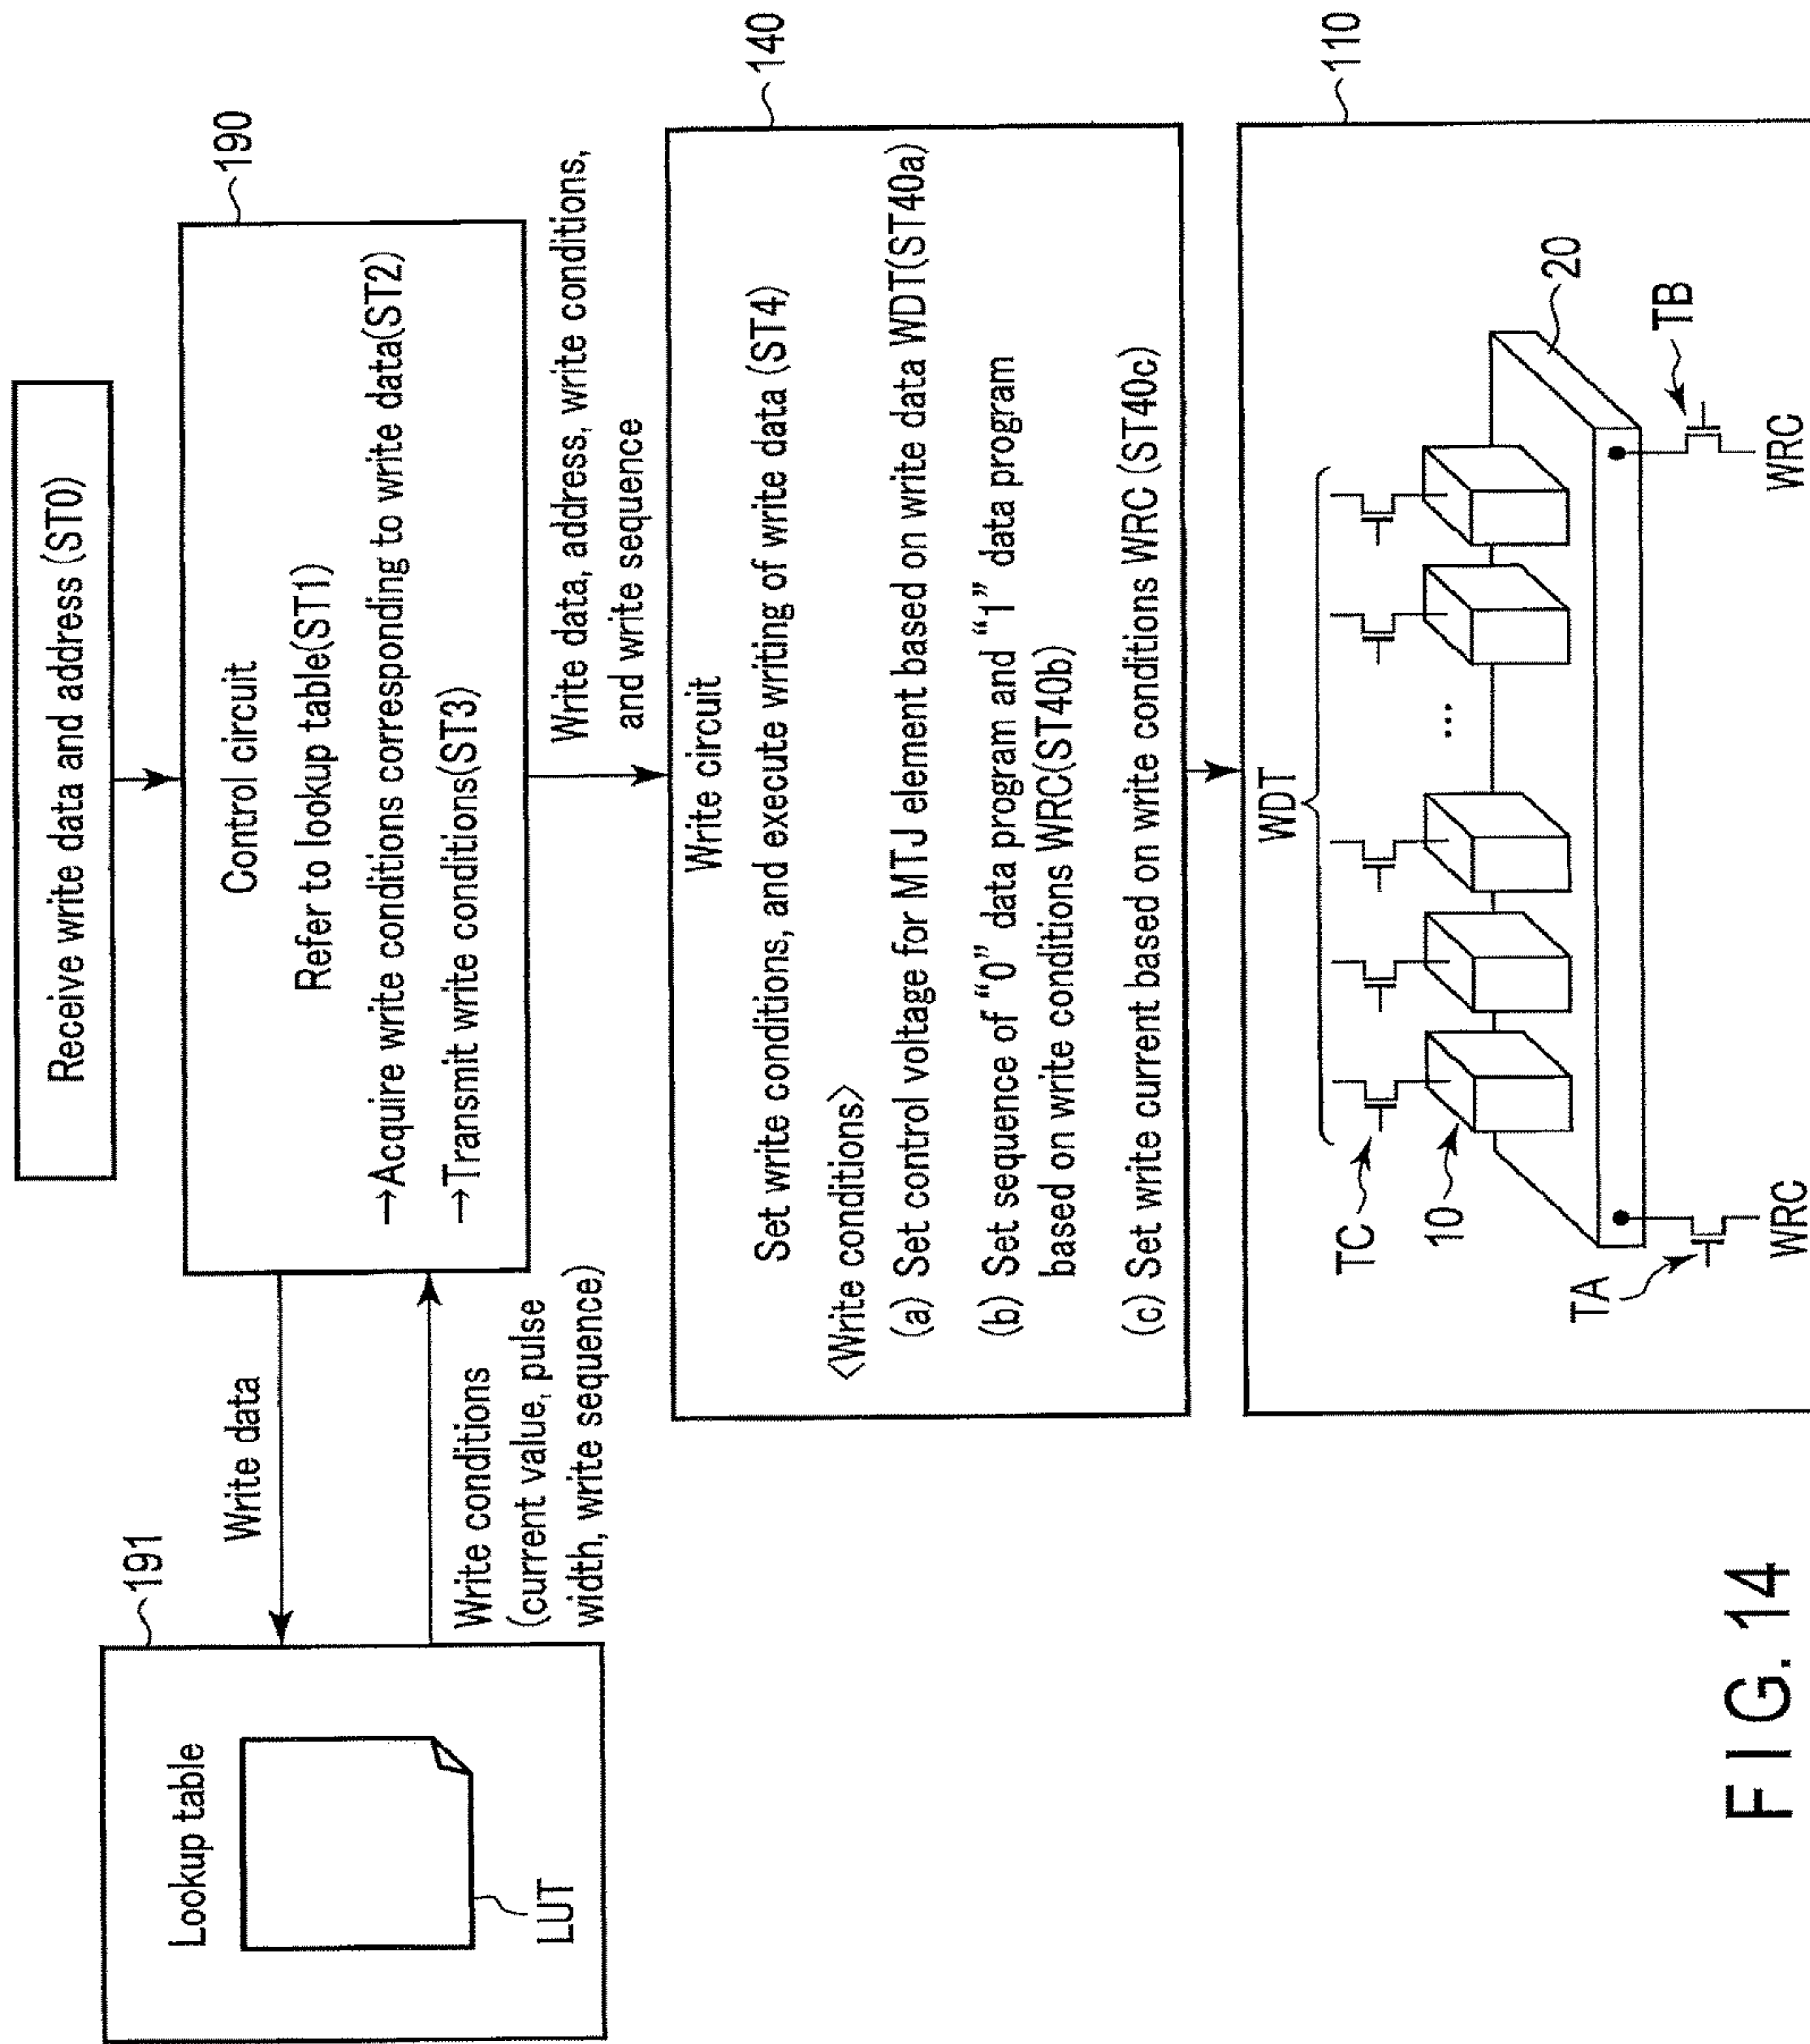 Receive write data and address (ST0)
190
Control circuit
Refer to lookup table(ST1)
→Acquire write conditions corresponding to write data(ST2)
→Transmit write conditions(ST3)
191
Lookup table
LUT
Write data
Write conditions
(current value, pulse
width, write sequence)
Write data, address, write conditions,
and write sequence
140
Write circuit
Set write conditions, and execute writing of write data (ST4)
<Write conditions>
(a) Set control voltage for MTJ element based on write data WDT(ST40a)
(b) Set sequence of “0” data program and “1” data program
based on write conditions WRC(ST40b)
(c) Set write current based on write conditions WRC (ST40c)
110
WDT
TC
...
10
20
TA
TB
WRC
WRC
FIG. 14